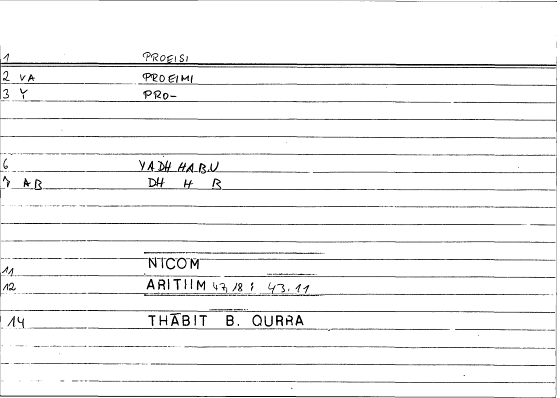 1 PROEISI
2 VA PROEIMI
3 Y PRO-
6 YADH HABU
7 AB DH H B
11 NICOM
12 ARITIIM 47,18 ; 43.11
14 THĀBIT B. QURRA